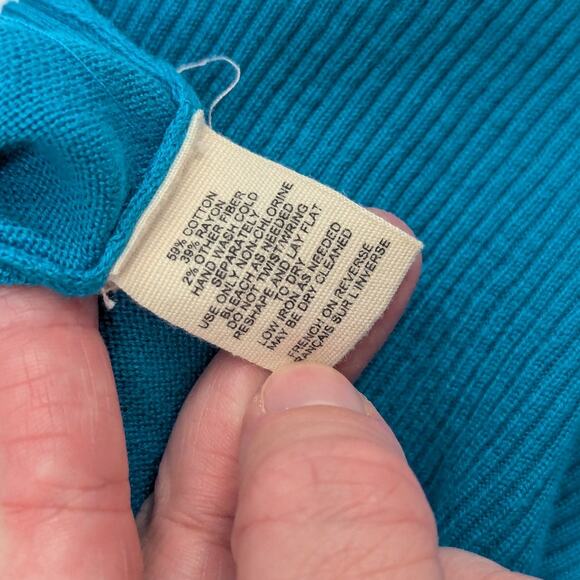 59% COTTON
39% RAYON
2% OTHER FIBER
HAND WASH COLD
SEPARATELY
USE ONLY NON-CHLORINE
BLEACH AS NEEDED
DO NOT TWIST/WRING
RESHAPE AND LAY FLAT
TO DRY
LOW IRON AS NEEDED
MAY BE DRY CLEANED
FRENCH ON REVERSE
RANÇAIS SUR L'INVERSE